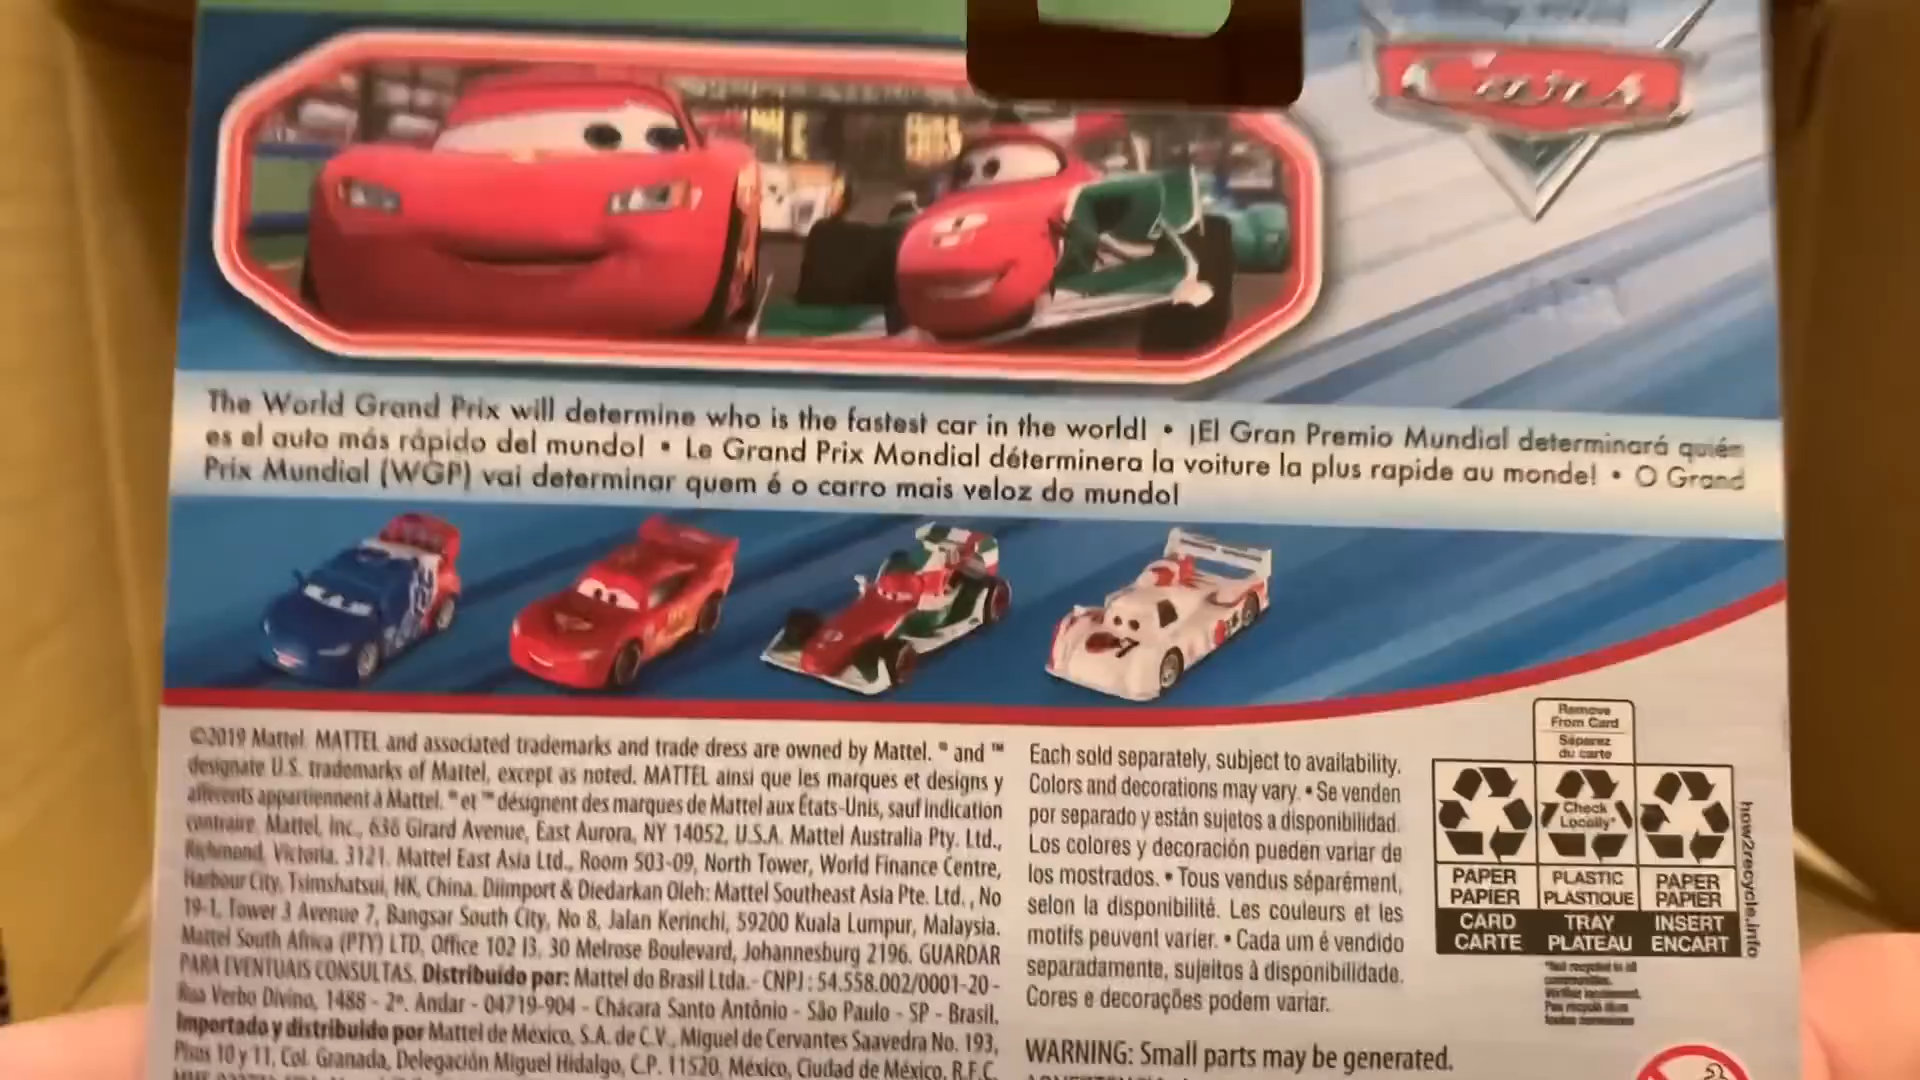 Cars
The World Grand Prix will determine who is the fastest car in the world! • ¡El Gran Premio Mundial determinará quién
es el auto más rápido del mundo! • Le Grand Prix Mondial déterminera la voiture la plus rapide au monde! • O Grand
Prix Mundial (WGP) vai determinar quem é o carro mais veloz do mundo!
©2019 Mattel. MATTEL and associated trademarks and trade dress are owned by Mattel. ® and ™
designate U.S. trademarks of Mattel, except as noted. MATTEL ainsi que les marques et designs y
afférents appartiennent à Mattel. ® et ™ désignent des marques de Mattel aux États-Unis, sauf indication
contraire. Mattel, Inc., 636 Girard Avenue, East Aurora, NY 14052, U.S.A. Mattel Australia Pty. Ltd.,
Richmond, Victoria. 3121. Mattel East Asia Ltd., Room 503-09, North Tower, World Finance Centre,
Harbour City, Tsimshatsui, HK, China. Diimport & Diedarkan Oleh: Mattel Southeast Asia Pte. Ltd., No
19-1, Tower 3 Avenue 7, Bangsar South City, No 8, Jalan Kerinchi, 59200 Kuala Lumpur, Malaysia.
Mattel South Africa (PTY) LTD, Office 102 I3, 30 Melrose Boulevard, Johannesburg 2196. GUARDAR
PARA EVENTUAIS CONSULTAS. Distribuído por: Mattel do Brasil Ltda.- CNPJ : 54.558.002/0001-20 -
Rua Verbo Divino, 1488 - 2º. Andar - 04719-904 - Chácara Santo Antônio - São Paulo - SP - Brasil.
Importado y distribuido por Mattel de México, S.A. de C.V., Miguel de Cervantes Saavedra No. 193,
Pisos 10 y 11, Col. Granada, Delegación Miguel Hidalgo, C.P. 11520, México, Ciudad de México. R.F.C.
Each sold separately, subject to availability.
Colors and decorations may vary. • Se venden
por separado y están sujetos a disponibilidad.
Los colores y decoración pueden variar de
los mostrados. • Tous vendus séparément,
selon la disponibilité. Les couleurs et les
motifs peuvent varier. • Cada um é vendido
separadamente, sujeitos à disponibilidade.
Cores e decorações podem variar.
WARNING: Small parts may be generated.
Remove
From Card
Séparez
du carte
Check
Locally*
PAPER
PAPIER
CARD
CARTE
PLASTIC
PLASTIQUE
TRAY
PLATEAU
PAPER
PAPIER
INSERT
ENCART
how2recycle.info
*Not recycled in all
communities.